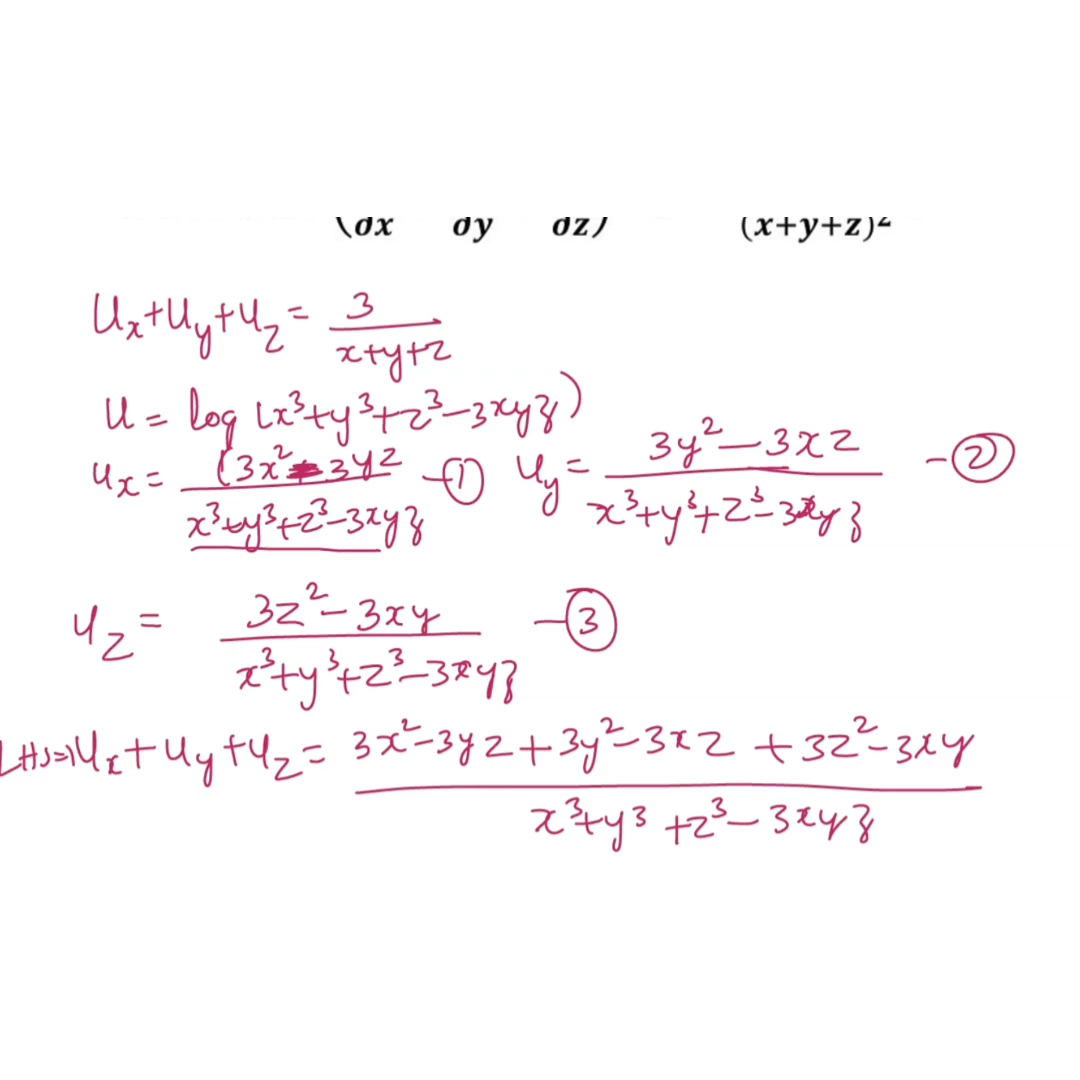 (∂x ∂y ∂z) (x+y+z)²
Ux+Uy+Uz = 3/(x+y+z)
U = log (x³+y³+z³-3xyz)
Ux = (3x²-3yz / x³+y³+z³-3xyz -① Uy = 3y²-3xz / x³+y³+z³-3xyz -②
Uz = 3z²-3xy / x³+y³+z³-3xyz -③
LHS=) Ux+Uy+Uz = 3x²-3yz+3y²-3xz+3z²-3xy / x³+y³+z³-3xyz